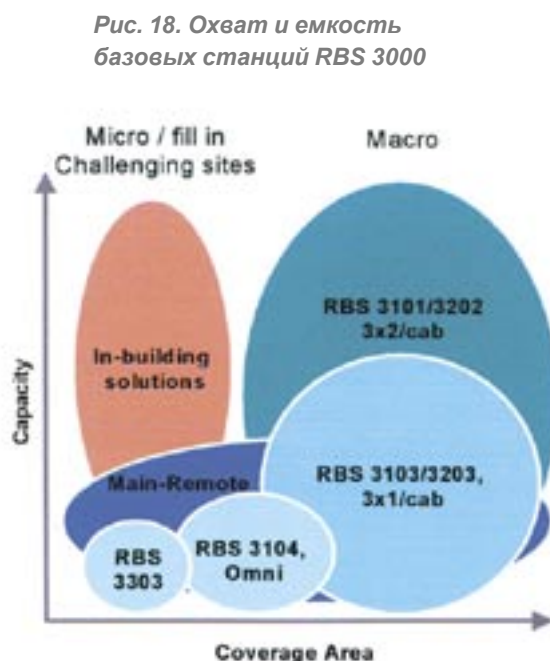 Рис. 18. Охват и емкость
базовых станций RBS 3000
Micro / fill in
Challenging sites
Macro
RBS 3101/3202
3x2/cab
In-building
solutions
Capacity
RBS 3103/3203,
3x1/cab
Main-Remote
RBS 3104,
Omni
RBS
3303
Coverage Area